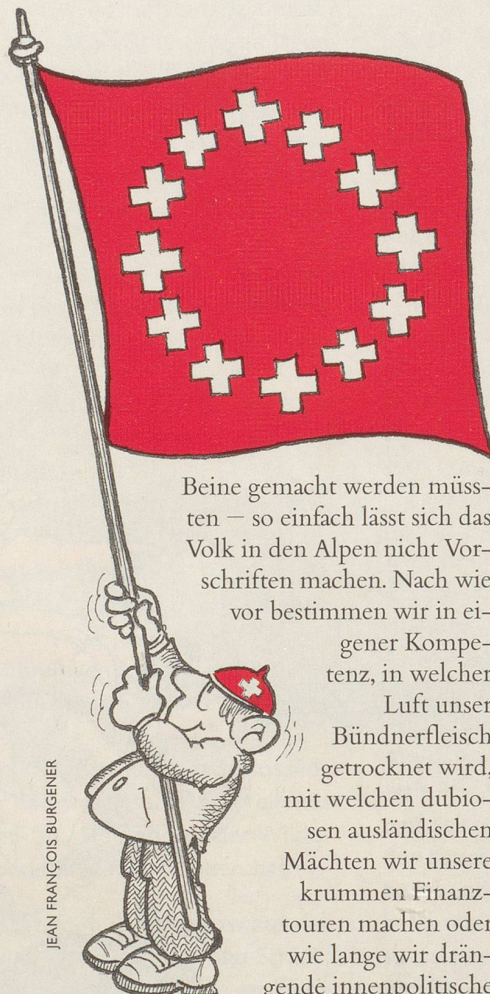 Beine gemacht werden müss-
ten – so einfach lässt sich das
Volk in den Alpen nicht Vor-
schriften machen. Nach wie
vor bestimmen wir in ei-
gener Kompe-
tenz, in welcher
Luft unser
Bündnerfleisch
getrocknet wird,
mit welchen dubio-
sen ausländischen
Mächten wir unsere
krummen Finanz-
touren machen oder
wie lange wir drän-
gende innenpolitische
JEAN FRANÇOIS BURGENER